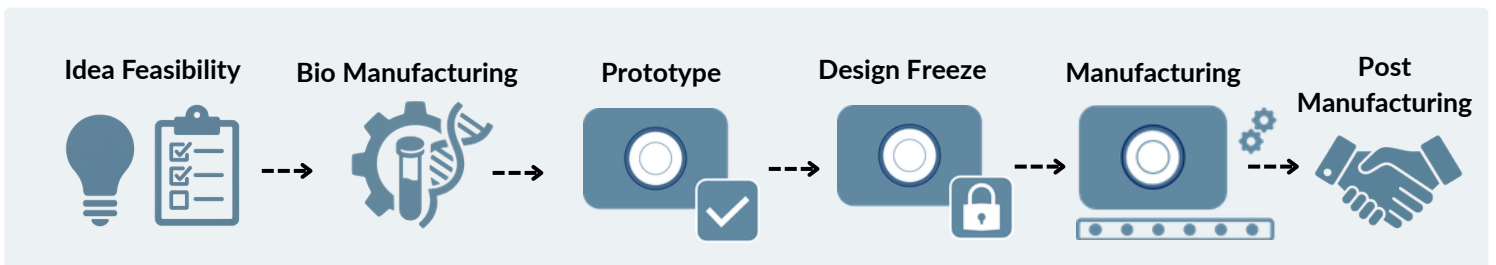 Idea Feasibility
Bio Manufacturing
Prototype
Design Freeze
Manufacturing
Post
Manufacturing